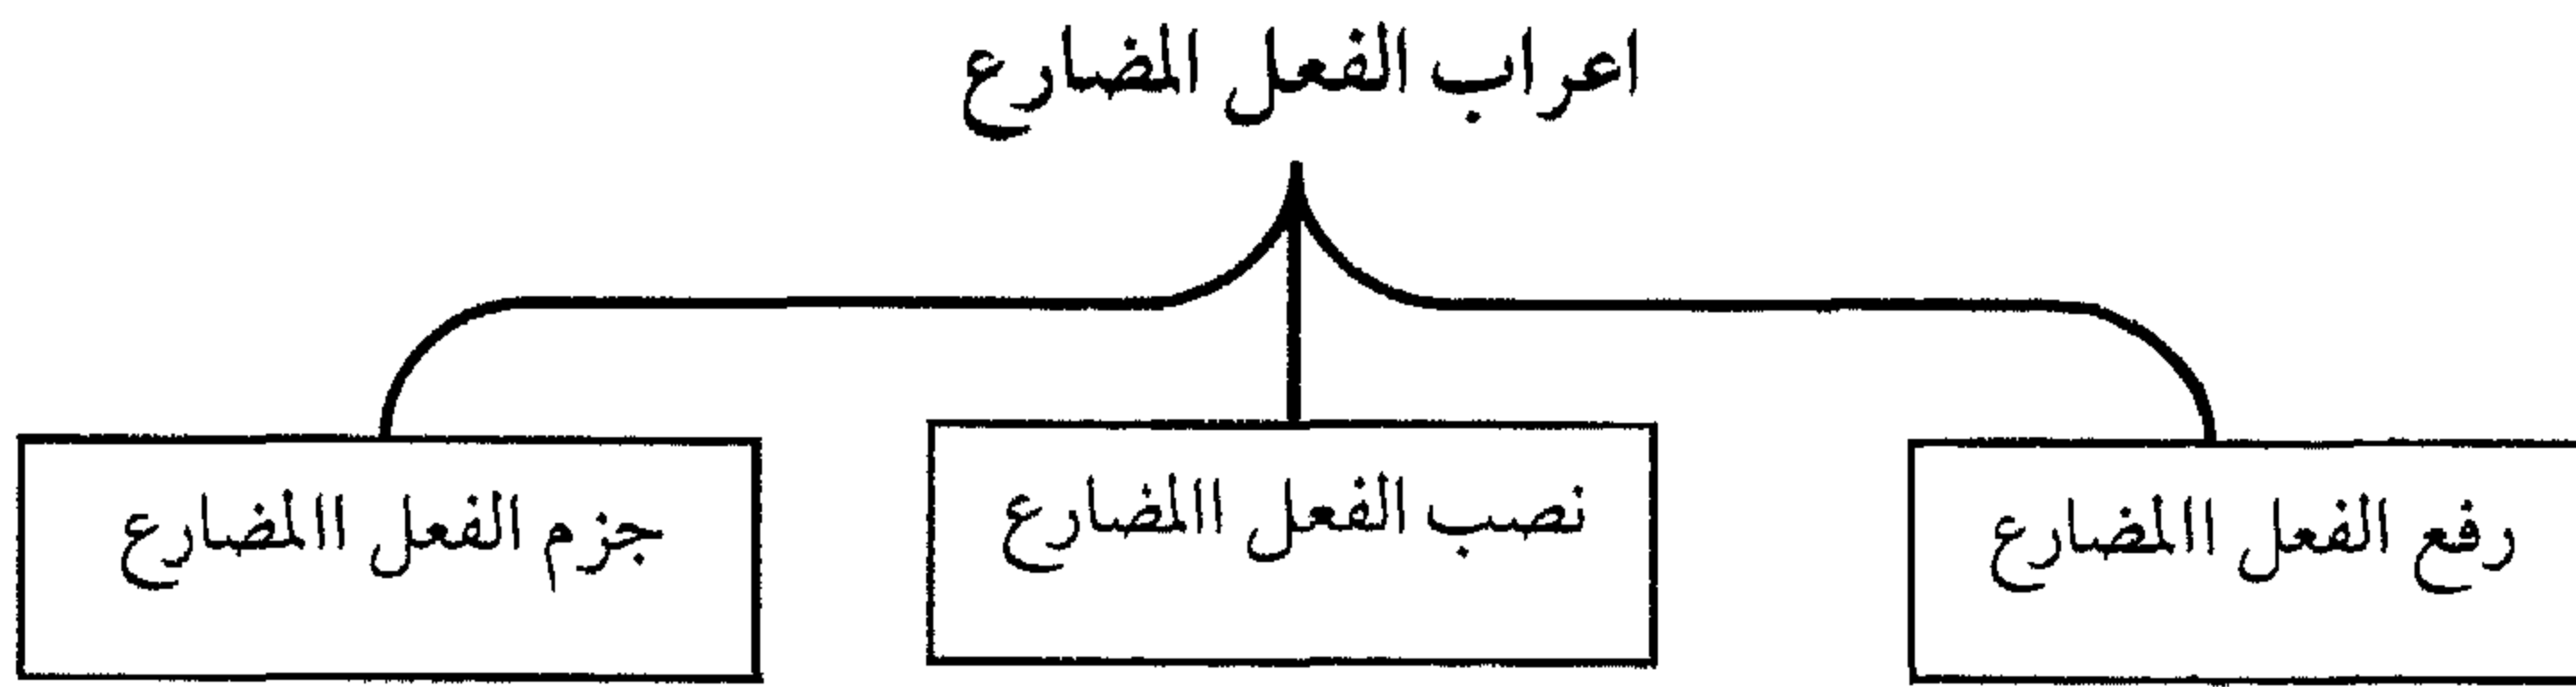 اعراب الفعل المضارع
رفع الفعل االمضارع
نصب الفعل االمضارع
جزم الفعل االمضارع